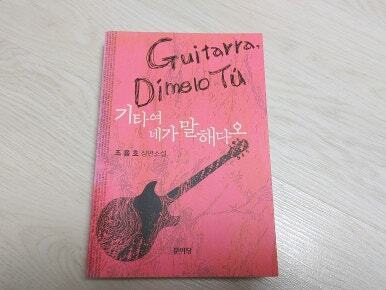 Guitarra,
Dímelo Tú
기타여
네가 말해다오
조용호 장편소설
문이당